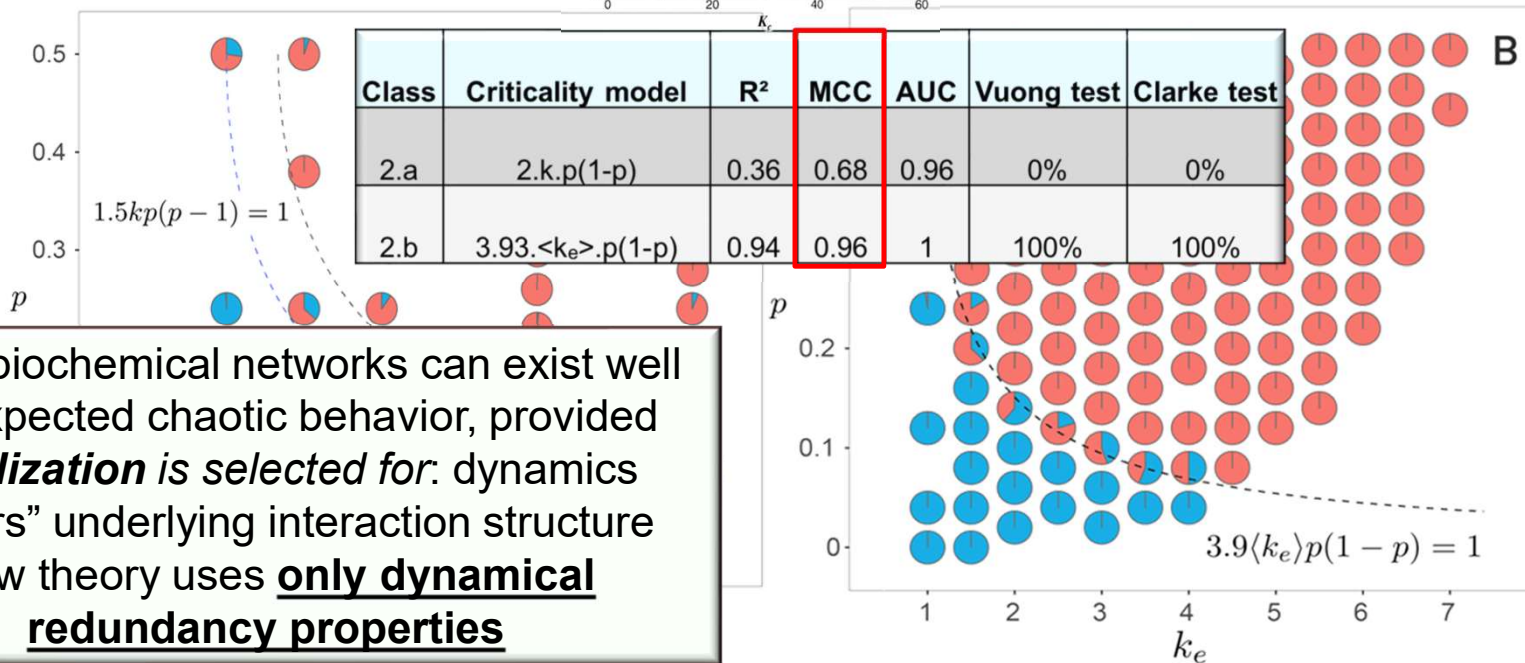 0 20 40 60
K_c
0.5
0.4
0.3
p
1.5kp(p − 1) = 1
Class Criticality model R² MCC AUC Vuong test Clarke test
2.a 2.k.p(1-p) 0.36 0.68 0.96 0% 0%
2.b 3.93.<kₑ>.p(1-p) 0.94 0.96 1 100% 100%
biochemical networks can exist well
xpected chaotic behavior, provided
lization is selected for: dynamics
rs” underlying interaction structure
w theory uses only dynamical
redundancy properties
B
p
0.2
0.1
0
3.9⟨kₑ⟩p(1 − p) = 1
1 2 3 4 5 6 7
kₑ